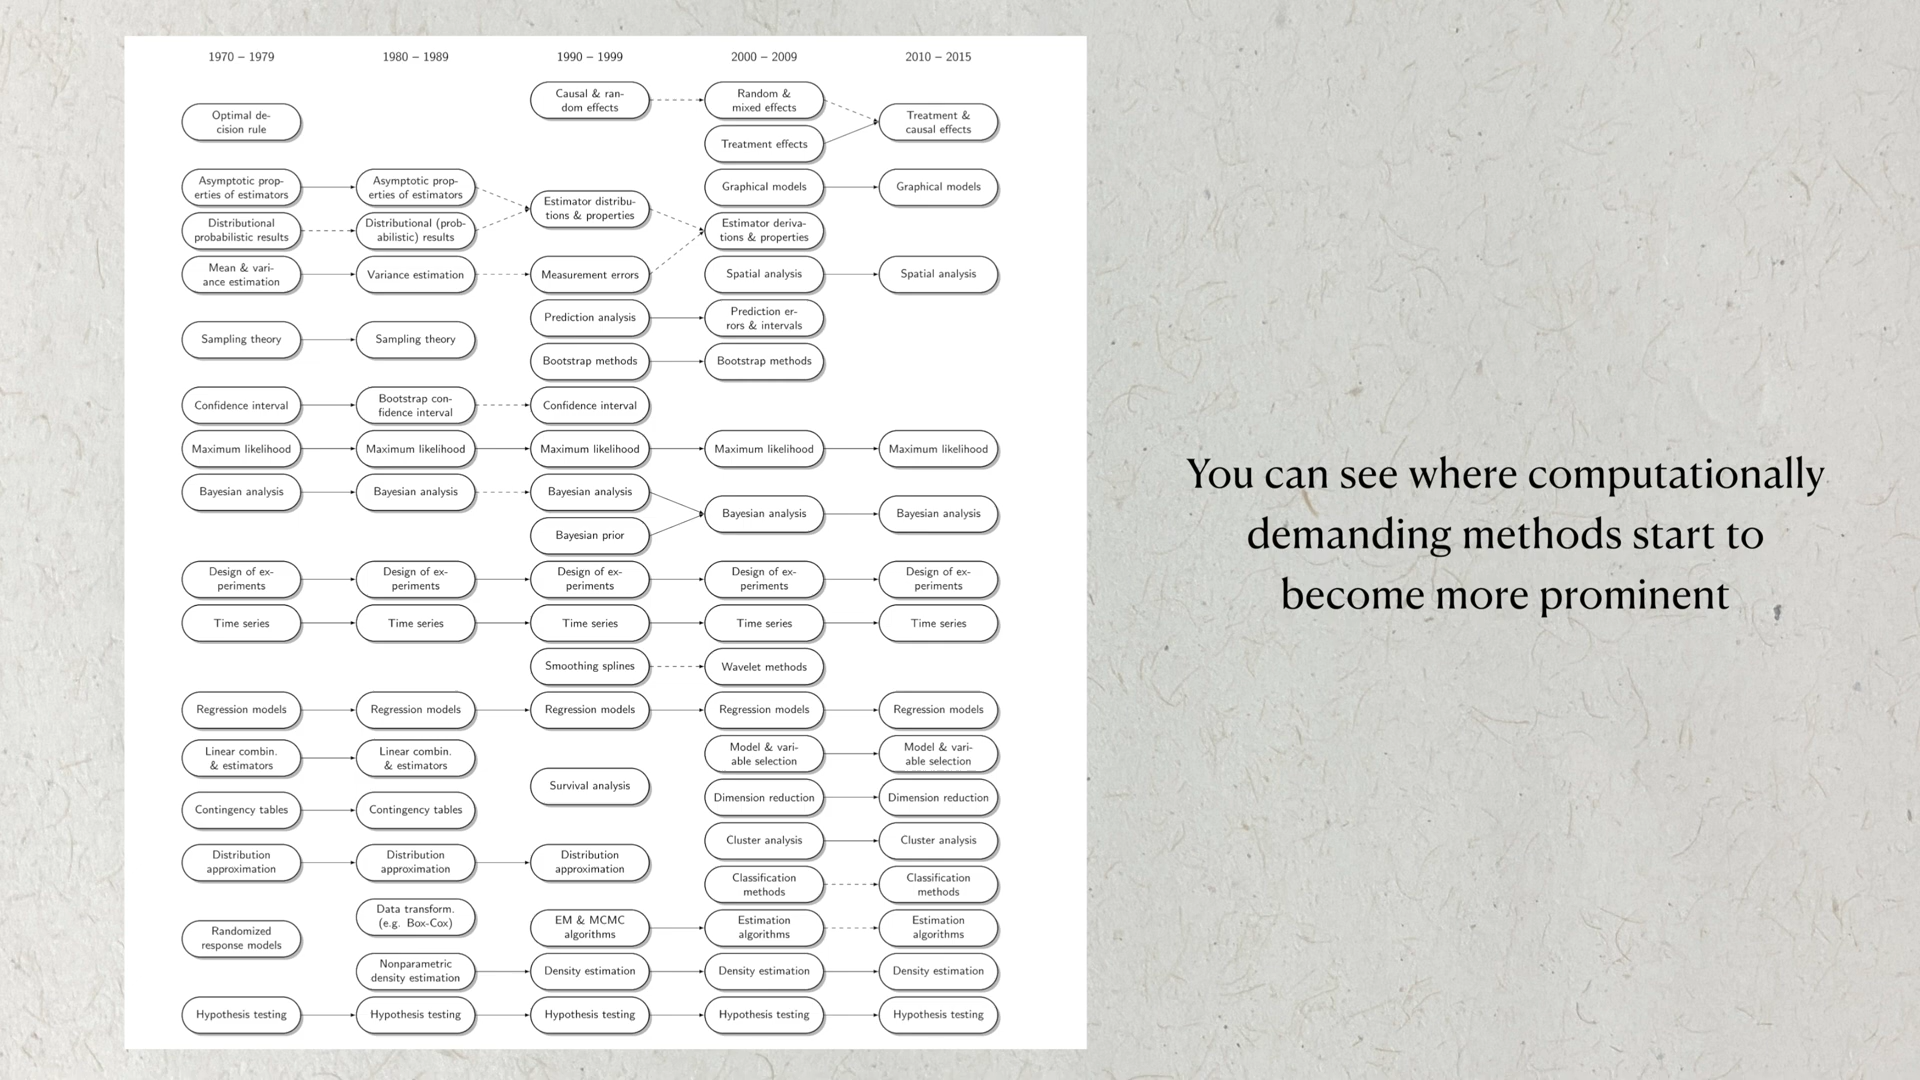 1970 – 1979
1980 – 1989
1990 – 1999
2000 – 2009
2010 – 2015
Optimal de-
cision rule
Causal & ran-
dom effects
Random &
mixed effects
Treatment effects
Treatment &
causal effects
Asymptotic prop-
erties of estimators
Asymptotic prop-
erties of estimators
Graphical models
Graphical models
Distributional
probabilistic results
Distributional (prob-
abilistic) results
Estimator distribu-
tions & properties
Estimator deriva-
tions & properties
Mean & vari-
ance estimation
Variance estimation
Measurement errors
Spatial analysis
Spatial analysis
Prediction analysis
Prediction er-
rors & intervals
Sampling theory
Sampling theory
Bootstrap methods
Bootstrap methods
Confidence interval
Bootstrap con-
fidence interval
Confidence interval
Maximum likelihood
Maximum likelihood
Maximum likelihood
Maximum likelihood
Maximum likelihood
Bayesian analysis
Bayesian analysis
Bayesian analysis
Bayesian prior
Bayesian analysis
Bayesian analysis
Design of ex-
periments
Design of ex-
periments
Design of ex-
periments
Design of ex-
periments
Design of ex-
periments
Time series
Time series
Time series
Time series
Time series
Smoothing splines
Wavelet methods
Regression models
Regression models
Regression models
Regression models
Regression models
Linear combin.
& estimators
Linear combin.
& estimators
Model & vari-
able selection
Model & vari-
able selection
Survival analysis
Dimension reduction
Dimension reduction
Contingency tables
Contingency tables
Cluster analysis
Cluster analysis
Distribution
approximation
Distribution
approximation
Distribution
approximation
Classification
methods
Classification
methods
Randomized
response models
Data transform.
(e.g. Box-Cox)
EM & MCMC
algorithms
Estimation
algorithms
Estimation
algorithms
Nonparametric
density estimation
Density estimation
Density estimation
Density estimation
Hypothesis testing
Hypothesis testing
Hypothesis testing
Hypothesis testing
Hypothesis testing
You can see where computationally
demanding methods start to
become more prominent